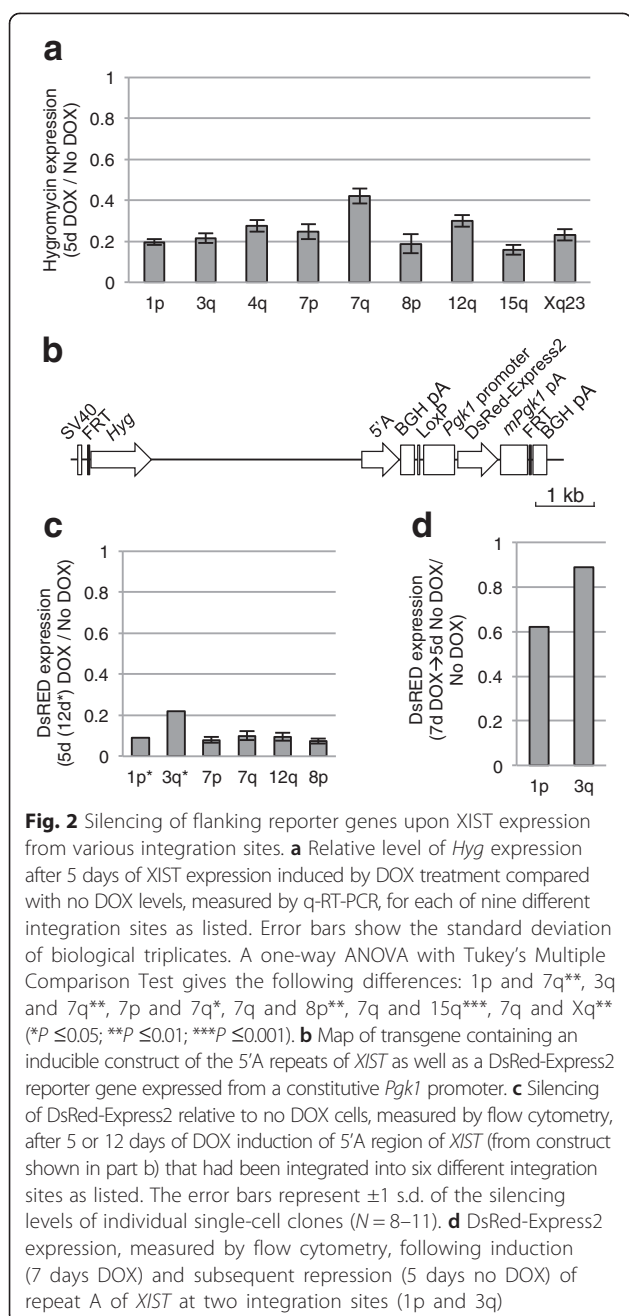 a
Hygromycin expression
(5d DOX / No DOX)
1
0.8
0.6
0.4
0.2
0
1p 3q 4q 7p 7q 8p 12q 15q Xq23
b
SV40
FRT
Hyg
5'A
BGH pA
LoxP
Pgk1 promoter
DsRed-Express2
mPgk1 pA
FRT
BGH pA
1 kb
c
DsRED expression
(5d (12d*) DOX / No DOX)
1
0.8
0.6
0.4
0.2
0
1p* 3q* 7p 7q 12q 8p
d
DsRED expression
(7d DOX→5d No DOX/
No DOX)
1
0.8
0.6
0.4
0.2
0
1p 3q
Fig. 2 Silencing of flanking reporter genes upon XIST expression
from various integration sites. a Relative level of Hyg expression
after 5 days of XIST expression induced by DOX treatment compared
with no DOX levels, measured by q-RT-PCR, for each of nine different
integration sites as listed. Error bars show the standard deviation
of biological triplicates. A one-way ANOVA with Tukey's Multiple
Comparison Test gives the following differences: 1p and 7q**, 3q
and 7q**, 7p and 7q*, 7q and 8p**, 7q and 15q***, 7q and Xq**
(*P ≤0.05; **P ≤0.01; ***P ≤0.001). b Map of transgene containing an
inducible construct of the 5'A repeats of XIST as well as a DsRed-Express2
reporter gene expressed from a constitutive Pgk1 promoter. c Silencing
of DsRed-Express2 relative to no DOX cells, measured by flow cytometry,
after 5 or 12 days of DOX induction of 5'A region of XIST (from construct
shown in part b) that had been integrated into six different integration
sites as listed. The error bars represent ±1 s.d. of the silencing
levels of individual single-cell clones (N = 8–11). d DsRed-Express2
expression, measured by flow cytometry, following induction
(7 days DOX) and subsequent repression (5 days no DOX) of
repeat A of XIST at two integration sites (1p and 3q)